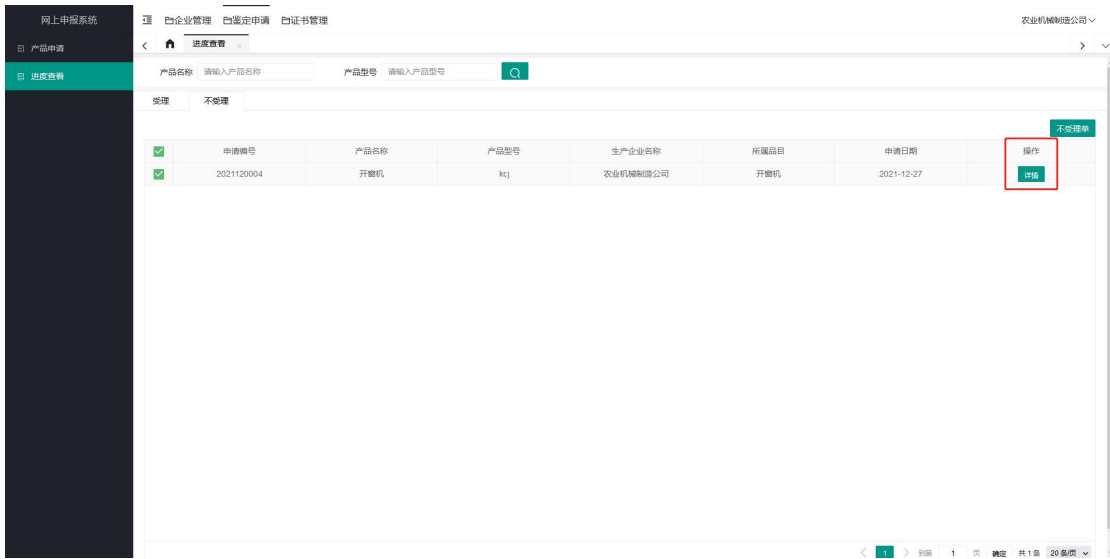 网上申报系统 企业管理 鉴定申请 证书管理 农业机械制造公司
产品申请 进度查看
进度查看 产品名称 请输入产品名称 产品型号 请输入产品型号
受理 不受理
不受理单
申请编号 产品名称 产品型号 生产企业名称 所属品目 申请日期 操作
2021120004 开窗机 kcj 农业机械制造公司 开窗机 2021-12-27 详情
1 到第 1 页 确定 共1条 20条/页